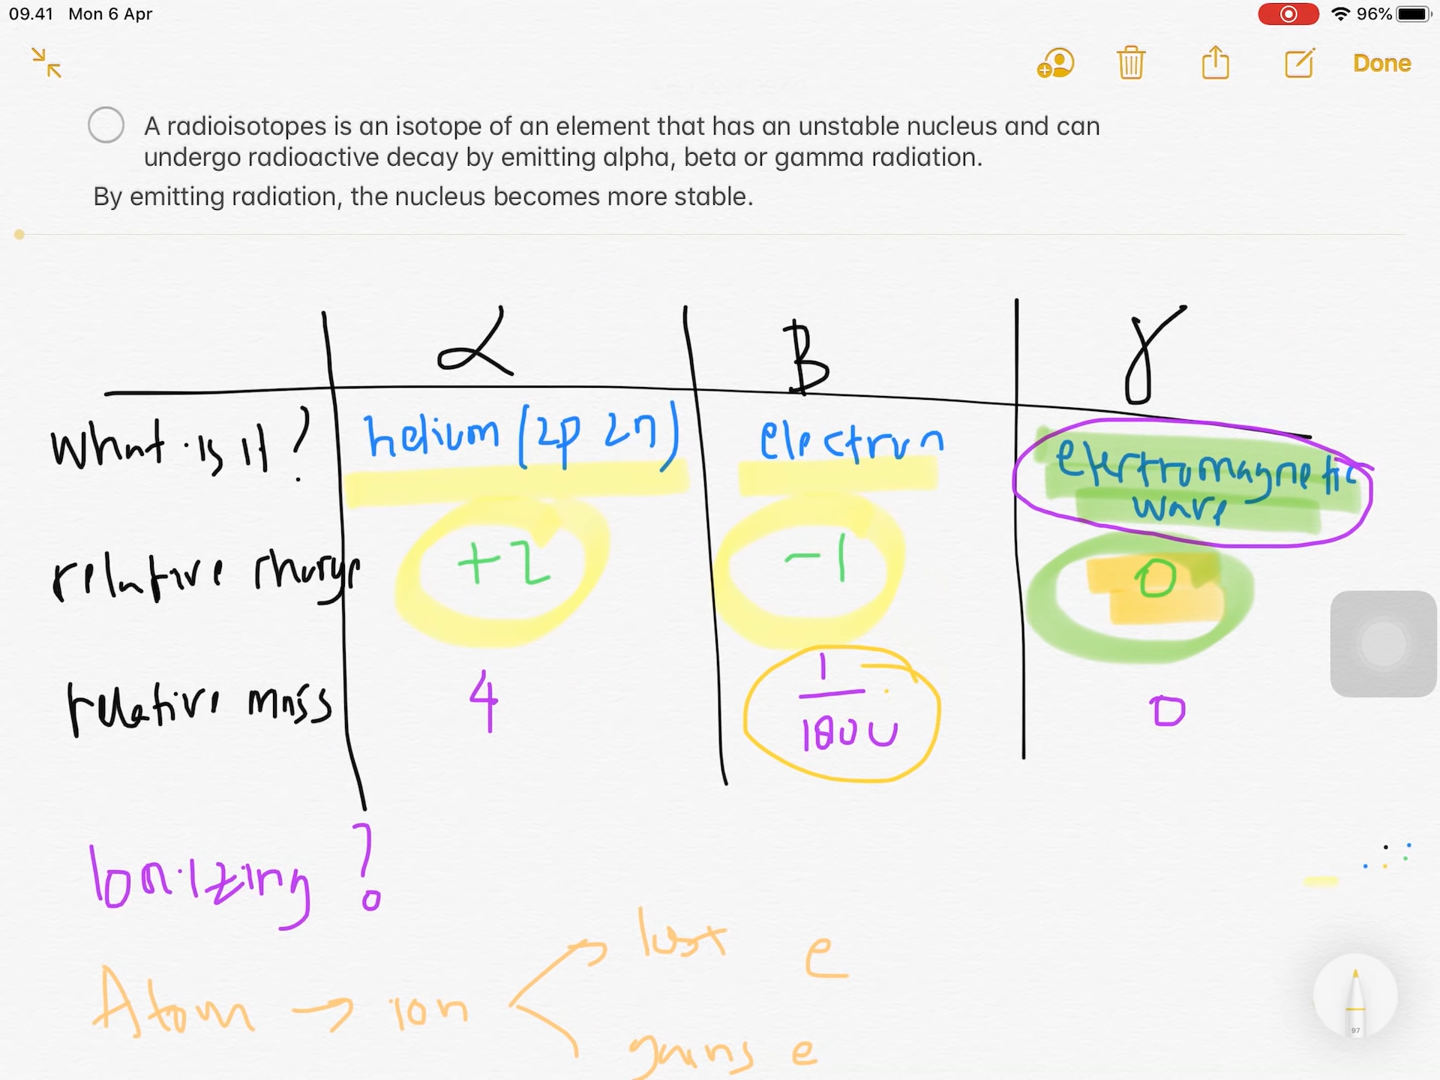 09.41 Mon 6 Apr 96%
Done
A radioisotopes is an isotope of an element that has an unstable nucleus and can
undergo radioactive decay by emitting alpha, beta or gamma radiation.
By emitting radiation, the nucleus becomes more stable.
α β γ
what is it? helium (2p 2n) electron electromagnetic
wave
relative charge +2 -1 0
relative mass 4 1/1800 0
Ionizing?
Atom → ion
lost e
gains e
97